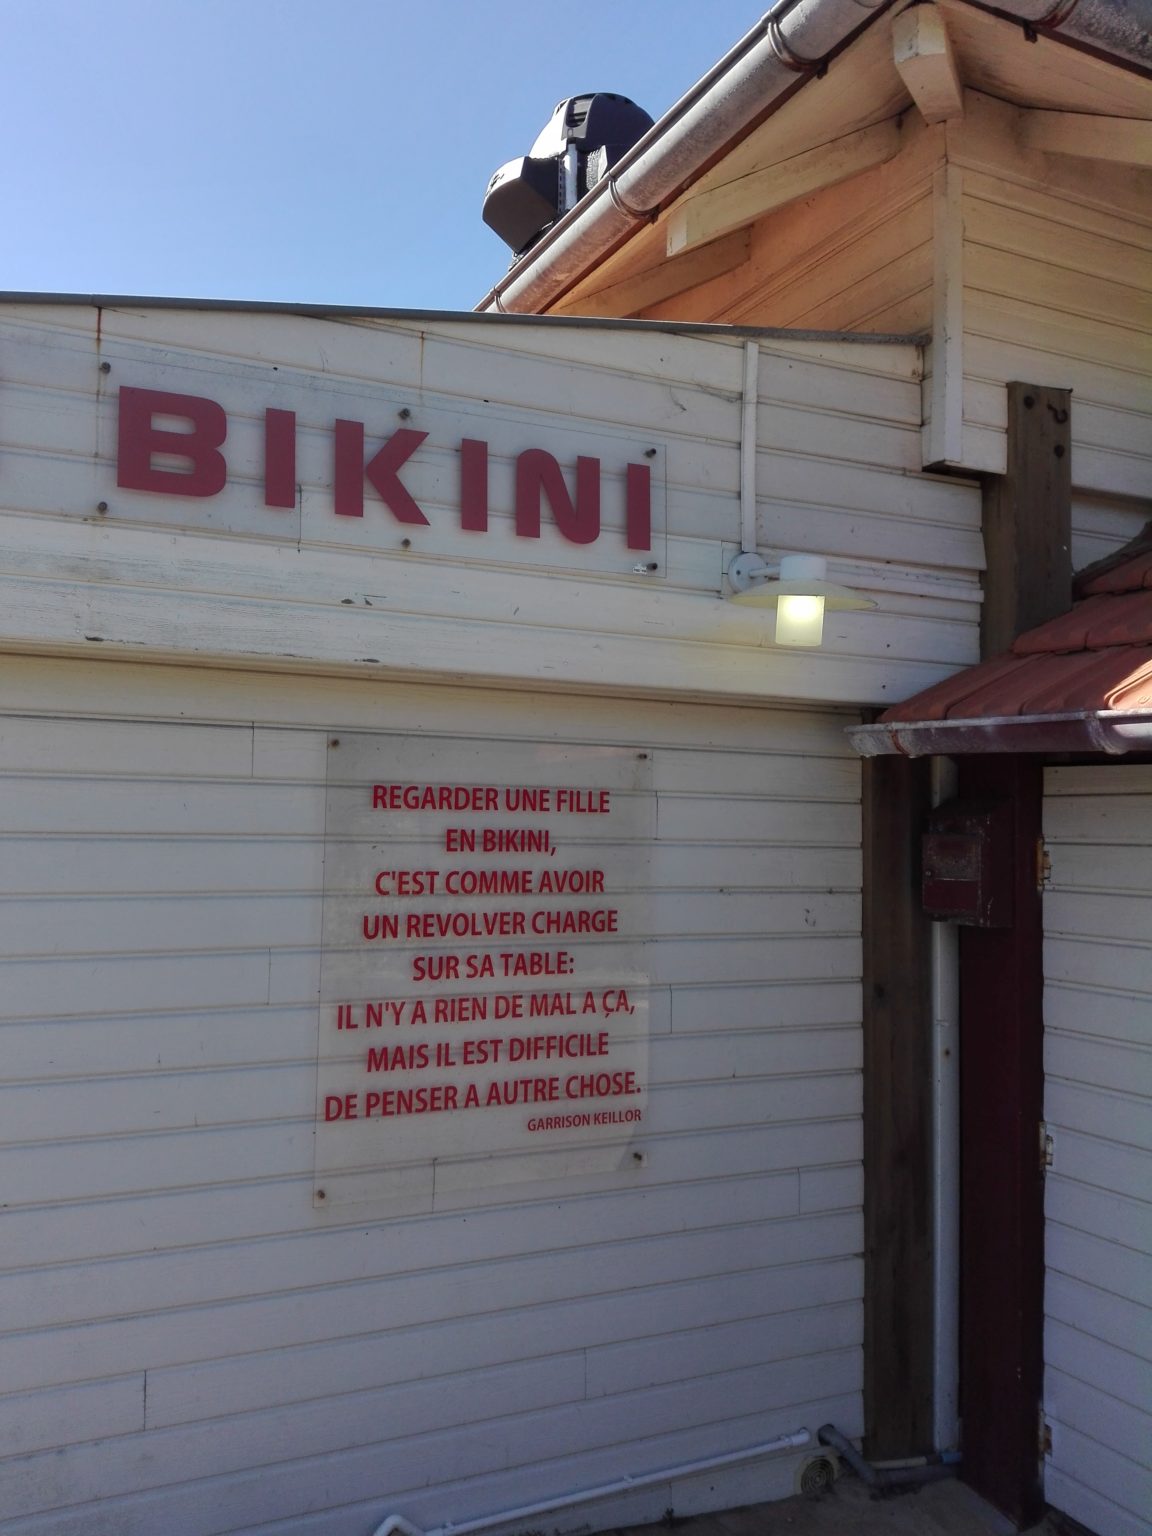 BIKINI
REGARDER UNE FILLE
EN BIKINI,
C'EST COMME AVOIR
UN REVOLVER CHARGE
SUR SA TABLE:
IL N'Y A RIEN DE MAL A ÇA,
MAIS IL EST DIFFICILE
DE PENSER A AUTRE CHOSE.
GARRISON KEILLOR